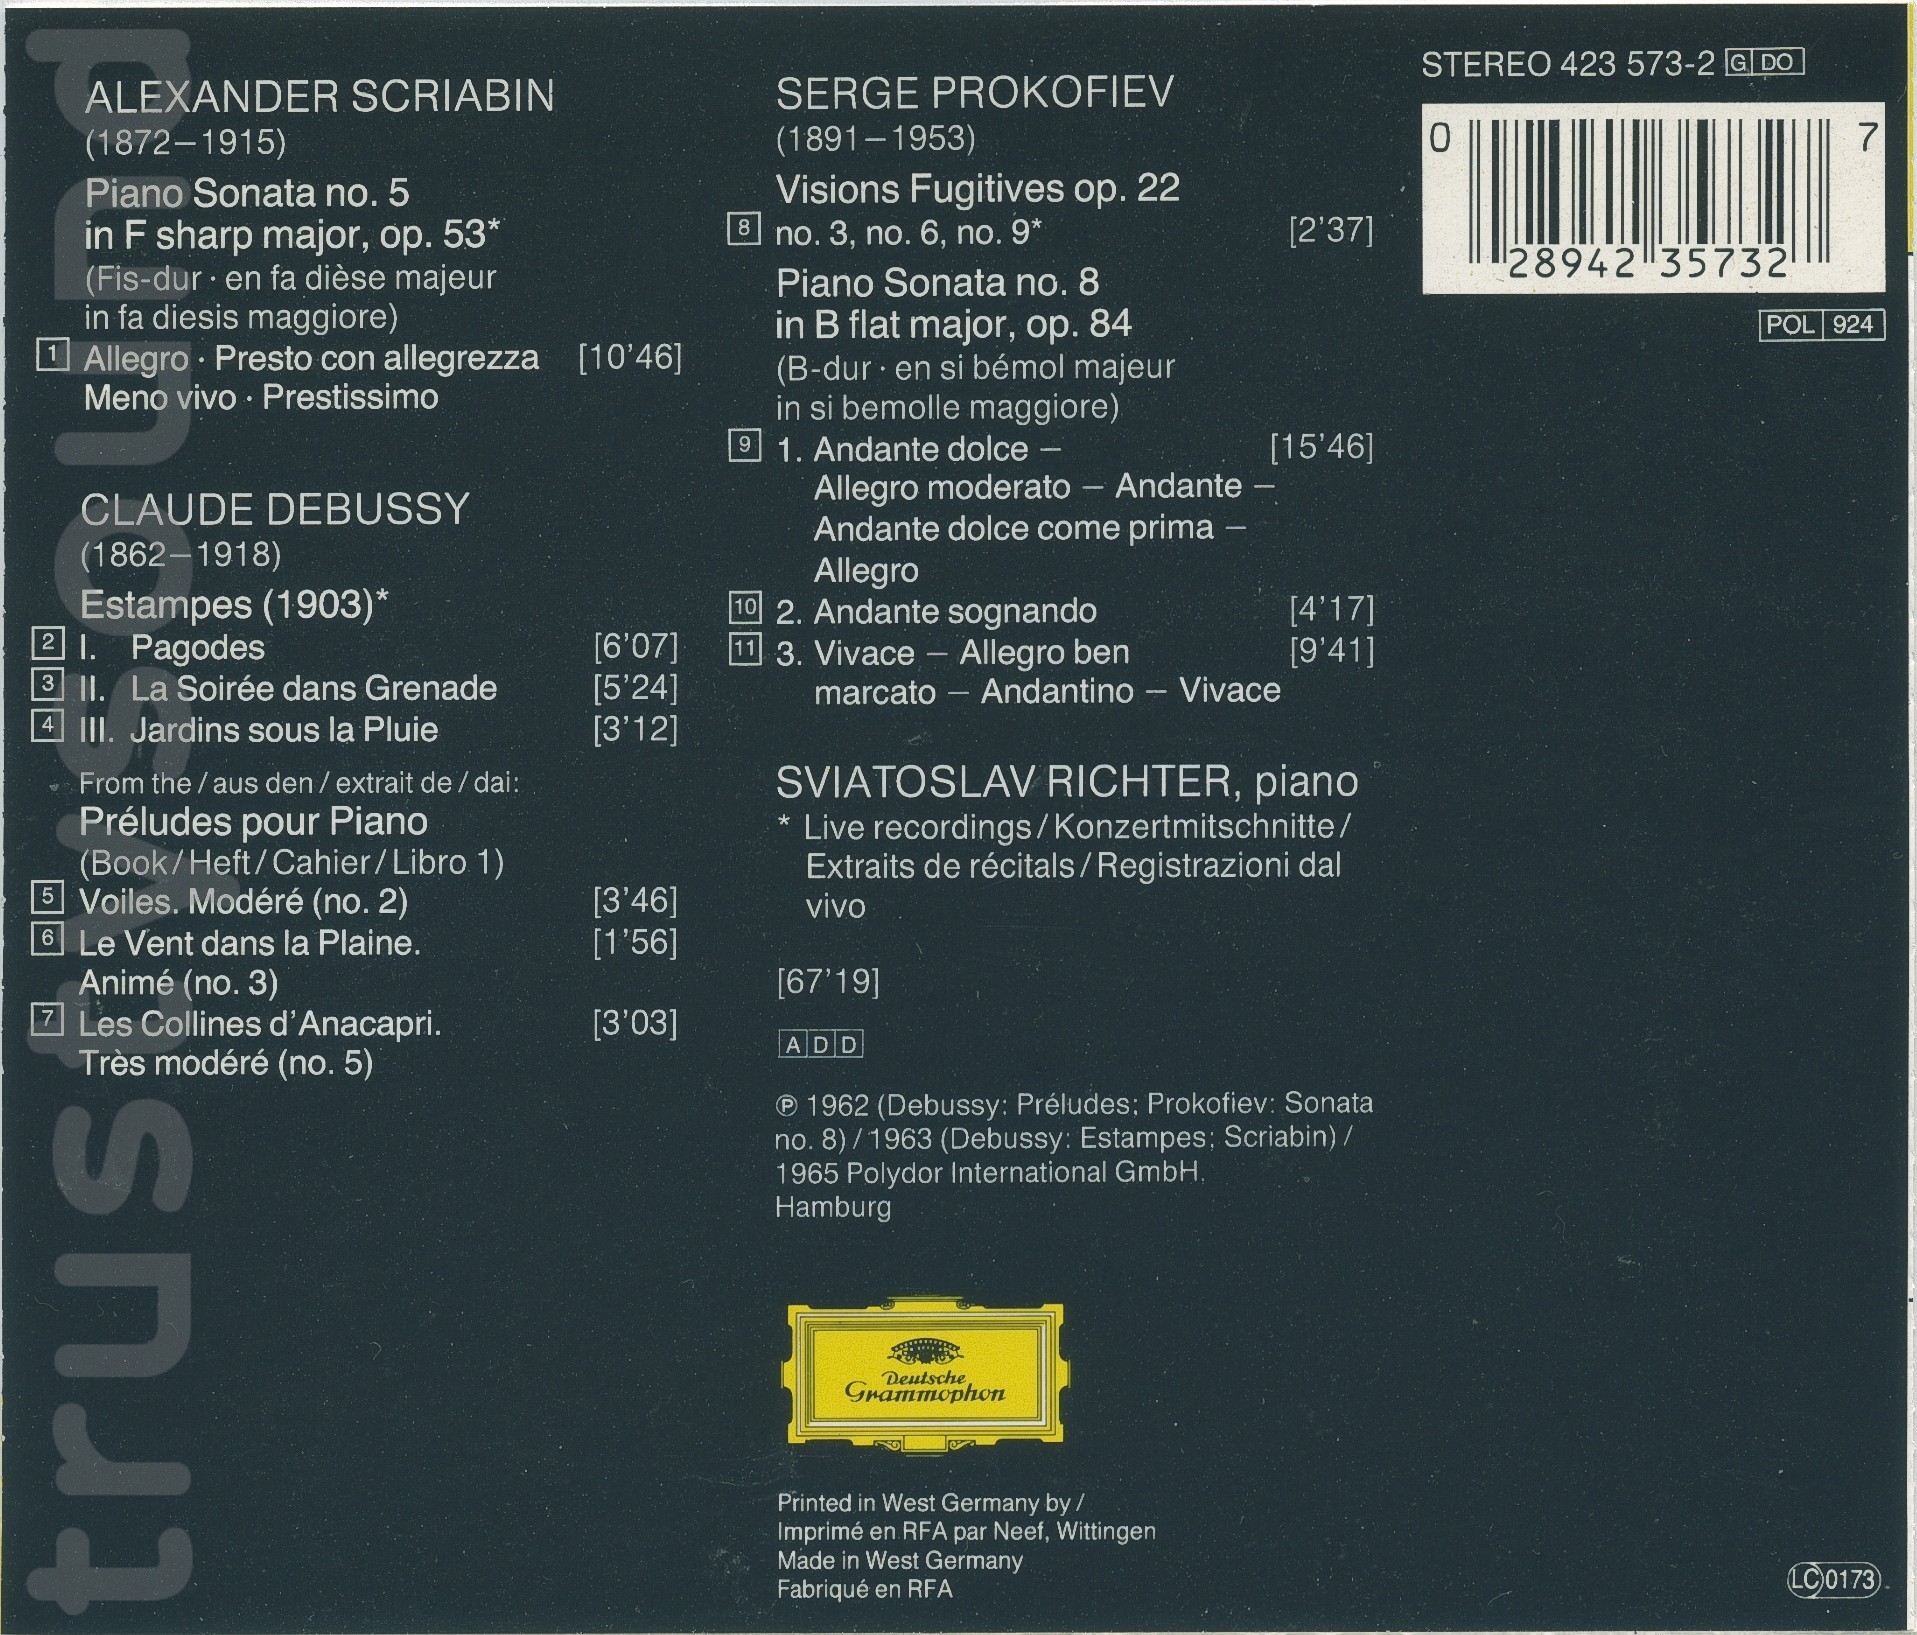 ALEXANDER SCRIABIN
(1872–1915)
Piano Sonata no. 5
in F sharp major, op. 53*
(Fis-dur · en fa dièse majeur
in fa diesis maggiore)
1 Allegro · Presto con allegrezza [10'46]
Meno vivo · Prestissimo
CLAUDE DEBUSSY
(1862–1918)
Estampes (1903)*
2 I. Pagodes [6'07]
3 II. La Soirée dans Grenade [5'24]
4 III. Jardins sous la Pluie [3'12]
From the / aus den / extrait de / dai:
Préludes pour Piano
(Book / Heft / Cahier / Libro 1)
5 Voiles. Modéré (no. 2) [3'46]
6 Le Vent dans la Plaine. [1'56]
Animé (no. 3)
7 Les Collines d'Anacapri. [3'03]
Très modéré (no. 5)
SERGE PROKOFIEV
(1891–1953)
Visions Fugitives op. 22
8 no. 3, no. 6, no. 9* [2'37]
Piano Sonata no. 8
in B flat major, op. 84
(B-dur · en si bémol majeur
in si bemolle maggiore)
9 1. Andante dolce – [15'46]
Allegro moderato – Andante –
Andante dolce come prima –
Allegro
10 2. Andante sognando [4'17]
11 3. Vivace – Allegro ben [9'41]
marcato – Andantino – Vivace
SVIATOSLAV RICHTER, piano
* Live recordings / Konzertmitschnitte /
Extraits de récitals / Registrazioni dal
vivo
[67'19]
A D D
℗ 1962 (Debussy: Préludes; Prokofiev: Sonata
no. 8) / 1963 (Debussy: Estampes; Scriabin) /
1965 Polydor International GmbH.
Hamburg
Deutsche
Grammophon
Printed in West Germany by /
Imprimé en RFA par Neef, Wittingen
Made in West Germany
Fabriqué en RFA
STEREO 423 573-2 G DO
0 28942 35732 7
POL 924
LC 0173
trustysound